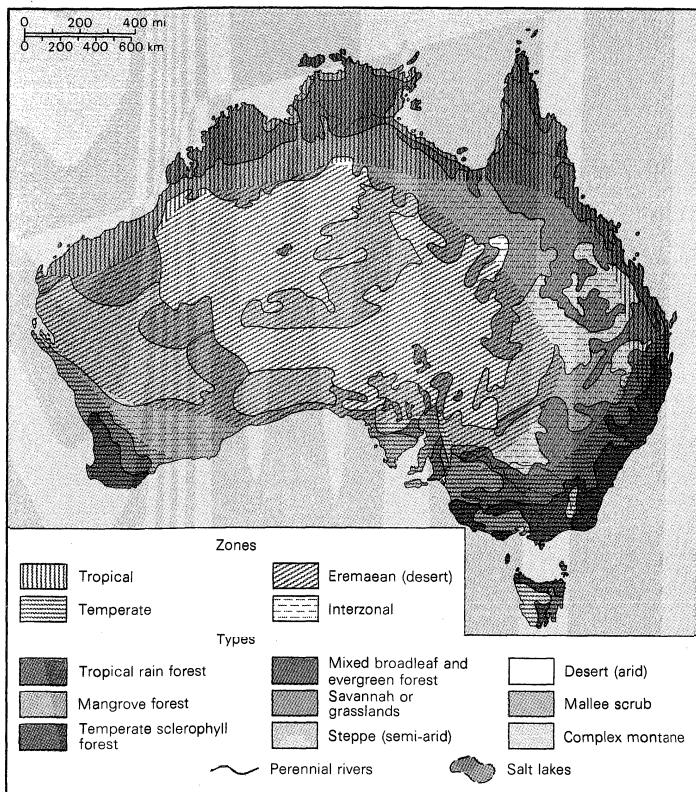 0 200 400 mi
0 200 400 600 km
Zones
Tropical
Eremaean (desert)
Temperate
Interzonal
Types
Tropical rain forest
Mixed broadleaf and
evergreen forest
Desert (arid)
Mangrove forest
Savannah or
grasslands
Mallee scrub
Temperate sclerophyll
forest
Steppe (semi-arid)
Complex montane
Perennial rivers
Salt lakes